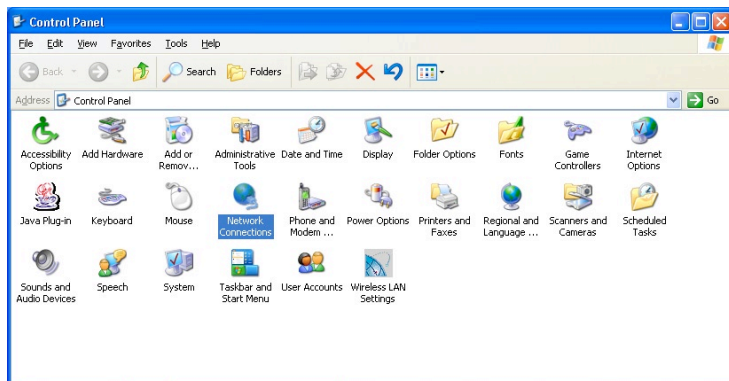 Control Panel
File Edit View Favorites Tools Help
Back Search Folders
Address Control Panel Go
Accessibility Options
Add Hardware
Add or Remov...
Administrative Tools
Date and Time
Display
Folder Options
Fonts
Game Controllers
Internet Options
Java Plug-in
Keyboard
Mouse
Network Connections
Phone and Modem ...
Power Options
Printers and Faxes
Regional and Language ...
Scanners and Cameras
Scheduled Tasks
Sounds and Audio Devices
Speech
System
Taskbar and Start Menu
User Accounts
Wireless LAN Settings